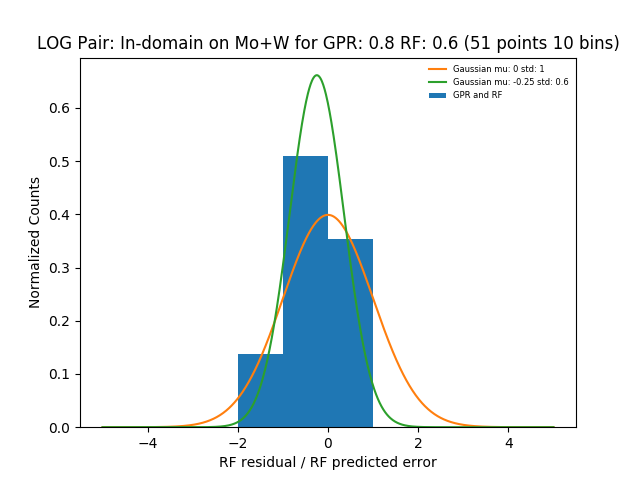 LOG Pair: In-domain on Mo+W for GPR: 0.8 RF: 0.6 (51 points 10 bins)
Gaussian mu: 0 std: 1
Gaussian mu: -0.25 std: 0.6
GPR and RF
Normalized Counts
0.6
0.5
0.4
0.3
0.2
0.1
0.0
−4 −2 0 2 4
RF residual / RF predicted error